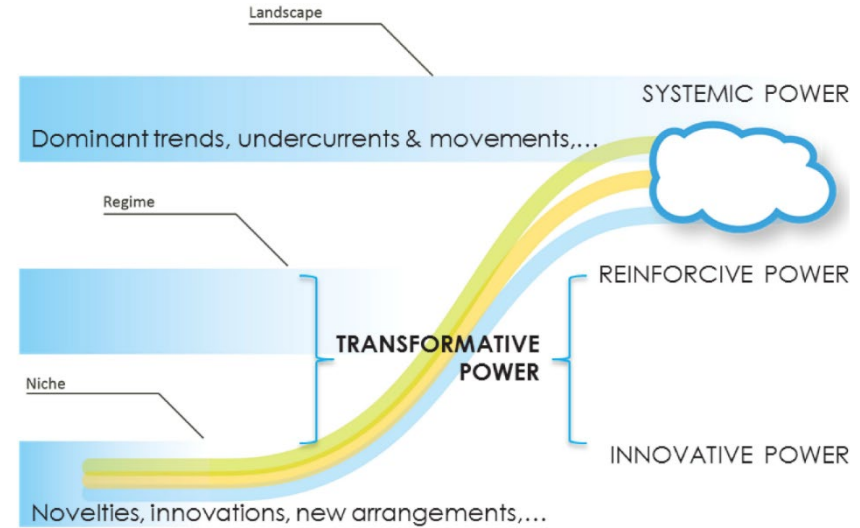 Landscape
SYSTEMIC POWER
Dominant trends, undercurrents & movements,...
Regime
REINFORCIVE POWER
TRANSFORMATIVE
POWER
Niche
INNOVATIVE POWER
Novelties, innovations, new arrangements,...